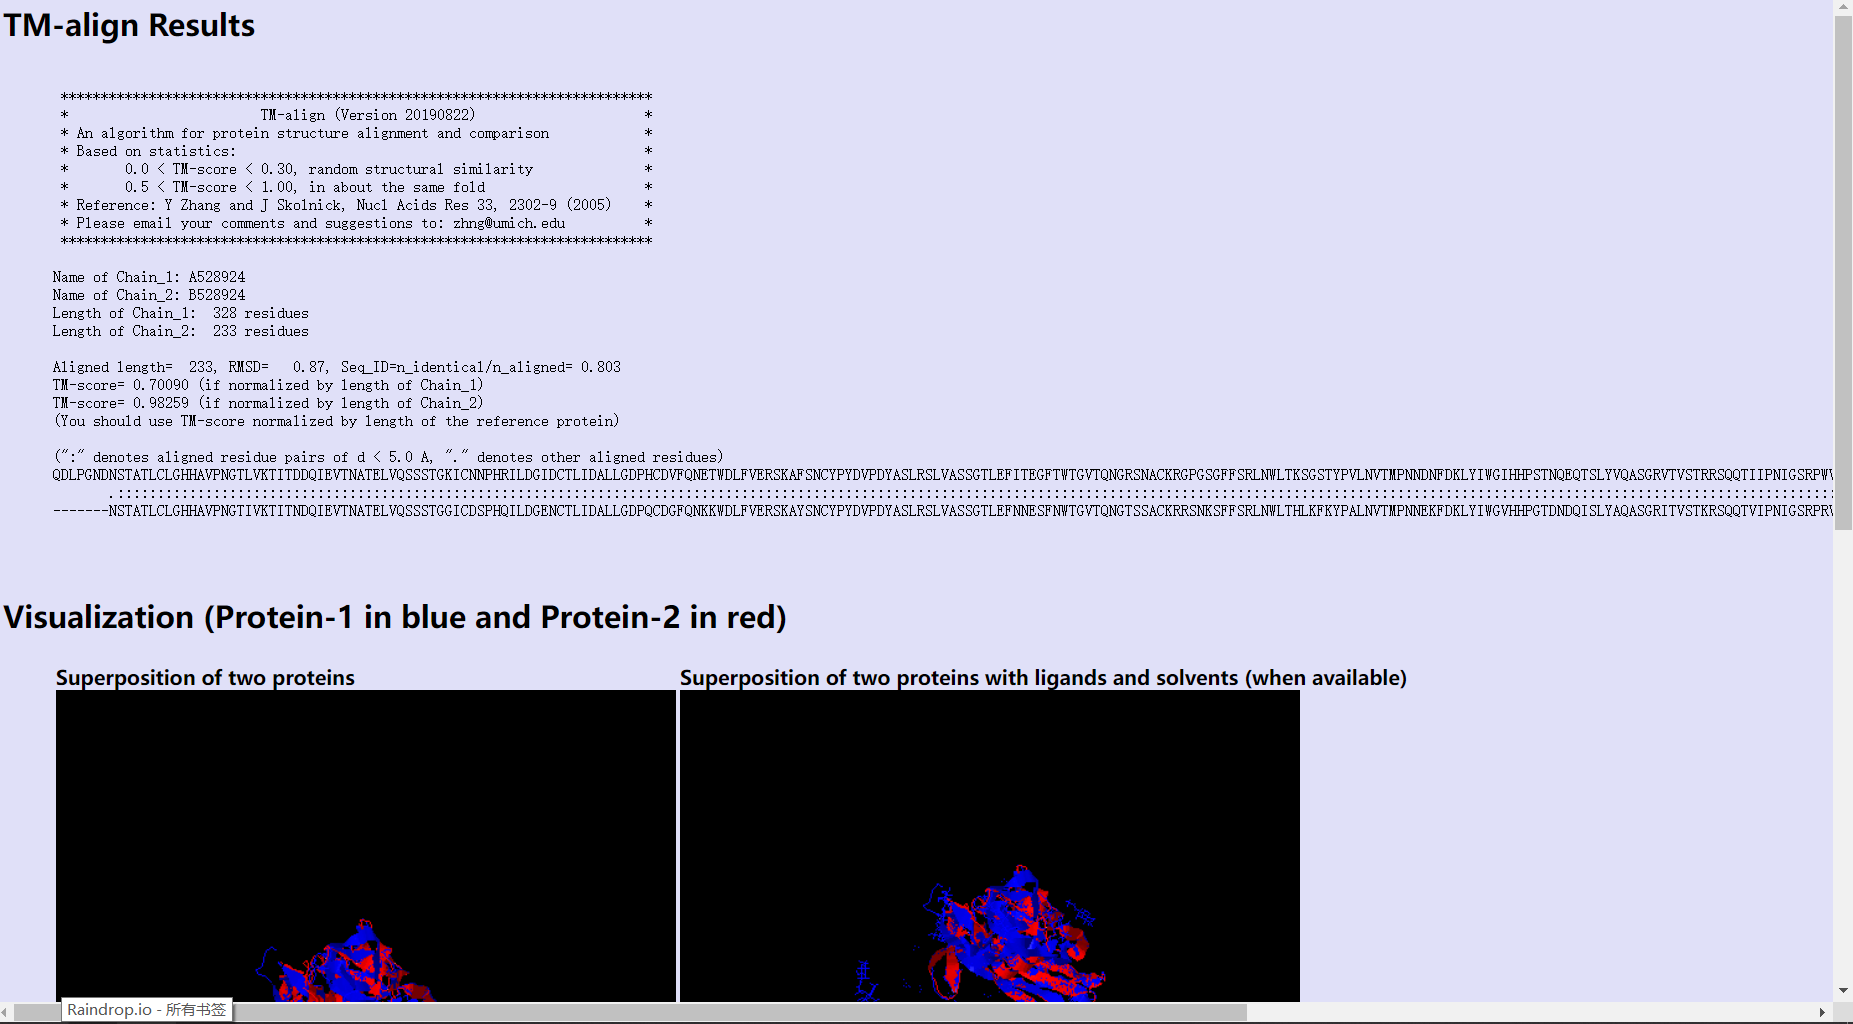 TM-align Results
*************************************************************************
* TM-align (Version 20190822) *
* An algorithm for protein structure alignment and comparison *
* Based on statistics: *
* 0.0 < TM-score < 0.30, random structural similarity *
* 0.5 < TM-score < 1.00, in about the same fold *
* Reference: Y Zhang and J Skolnick, Nucl Acids Res 33, 2302-9 (2005) *
* Please email your comments and suggestions to: zhng@umich.edu *
*************************************************************************
Name of Chain_1: A528924
Name of Chain_2: B528924
Length of Chain_1: 328 residues
Length of Chain_2: 233 residues
Aligned length= 233, RMSD= 0.87, Seq_ID=n_identical/n_aligned= 0.803
TM-score= 0.70090 (if normalized by length of Chain_1)
TM-score= 0.98259 (if normalized by length of Chain_2)
(You should use TM-score normalized by length of the reference protein)
(":" denotes aligned residue pairs of d < 5.0 A, "." denotes other aligned residues)
QDLPGNDNSTATLCLGHHAVPNGTLVKTITDDQIEVTNATELVQSSSTGKICNNPHRILDGIDCTLIDALLGDPHCDVFQNETWDLFVERSKAFSNCYPYDVPDYASLRSLVASSGTLEFITEGFTWTGVTQNGRSNACKRGPGSGFFSRLNWLTKSGSTYPVLNVTMPNNDNFDKLYIWGIHHPSTNQEQTSLYVQASGRVTVSTRRSQQTIIPNIGSRPWV
.::::::::::::::::::::::::::::::::::::::::::::::::::::::::::::::::::::::::::::::::::::::::::::::::::::::::::::::::::::::::::::::::::::::::::::::::::::::::::::::::::::::::::::::::::::::::::::::::::::::::::::::::::::::
-------NSTATLCLGHHAVPNGTIVKTITNDQIEVTNATELVQSSSTGGICDSPHQILDGENCTLIDALLGDPQCDGFQNKKWDLFVERSKAYSNCYPYDVPDYASLRSLVASSGTLEFNNESFNWTGVTQNGTSSACKRRSNKSFFSRLNWLTHLKFKYPALNVTMPNNEKFDKLYIWGVHHPGTDNDQISLYAQASGRITVSTKRSQQTVIPNIGSRPRV
Visualization (Protein-1 in blue and Protein-2 in red)
Superposition of two proteins
Superposition of two proteins with ligands and solvents (when available)
Raindrop.io - 所有书签